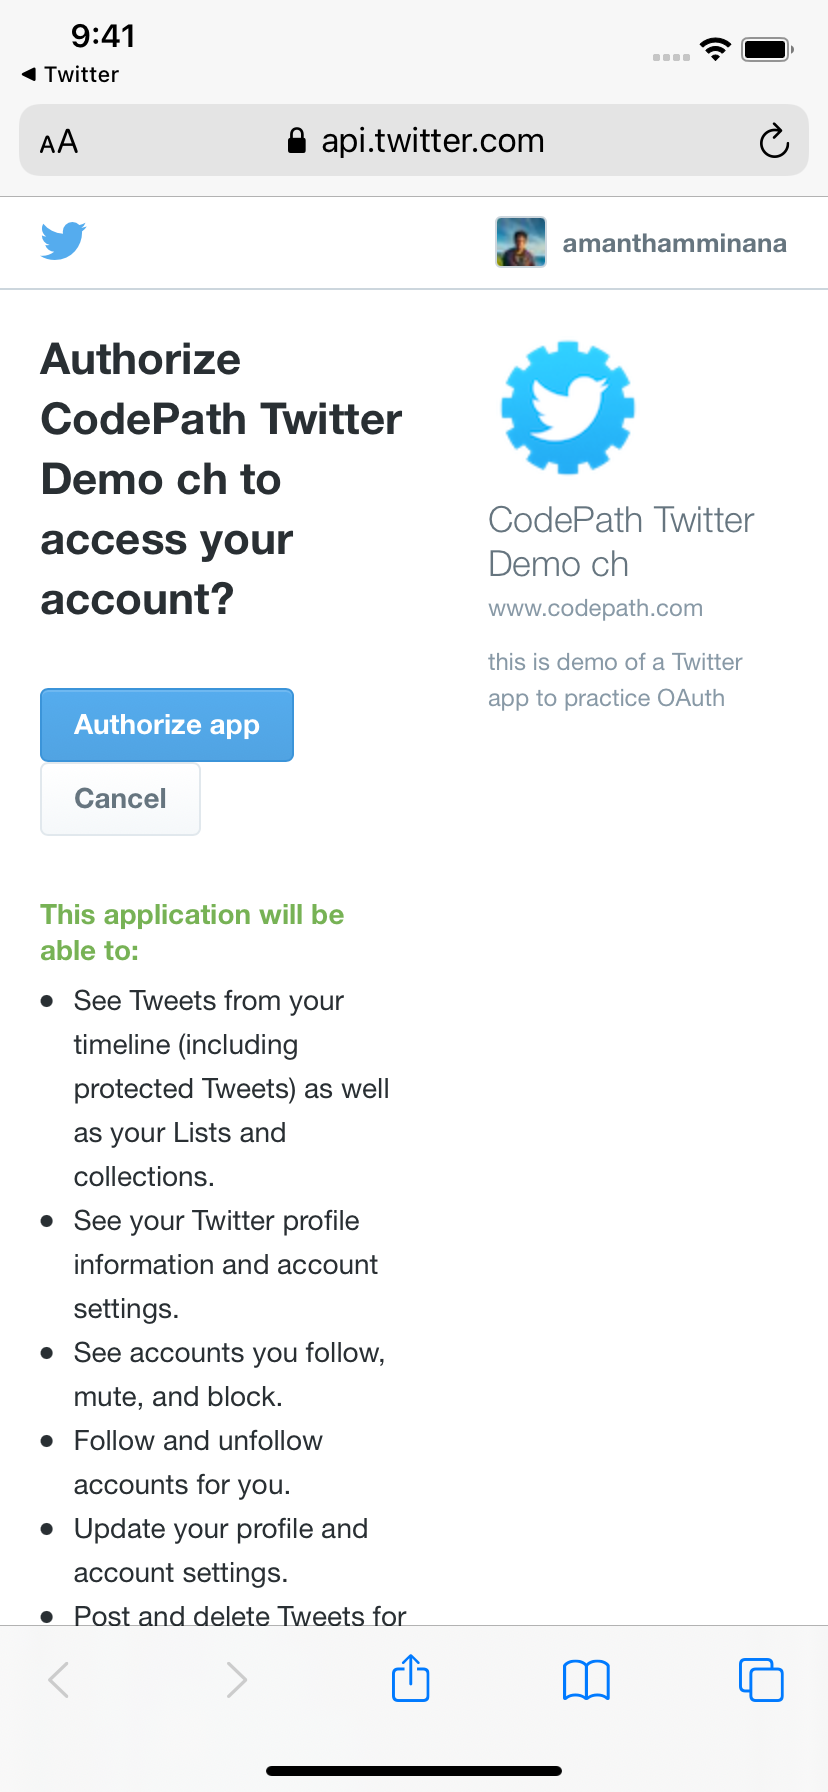 9:41
◀ Twitter
AA
api.twitter.com
amanthamminana
Authorize
CodePath Twitter
Demo ch to
access your
account?
Authorize app
Cancel
CodePath Twitter
Demo ch
www.codepath.com
this is demo of a Twitter
app to practice OAuth
This application will be
able to:
• See Tweets from your
timeline (including
protected Tweets) as well
as your Lists and
collections.
• See your Twitter profile
information and account
settings.
• See accounts you follow,
mute, and block.
• Follow and unfollow
accounts for you.
• Update your profile and
account settings.
• Post and delete Tweets for